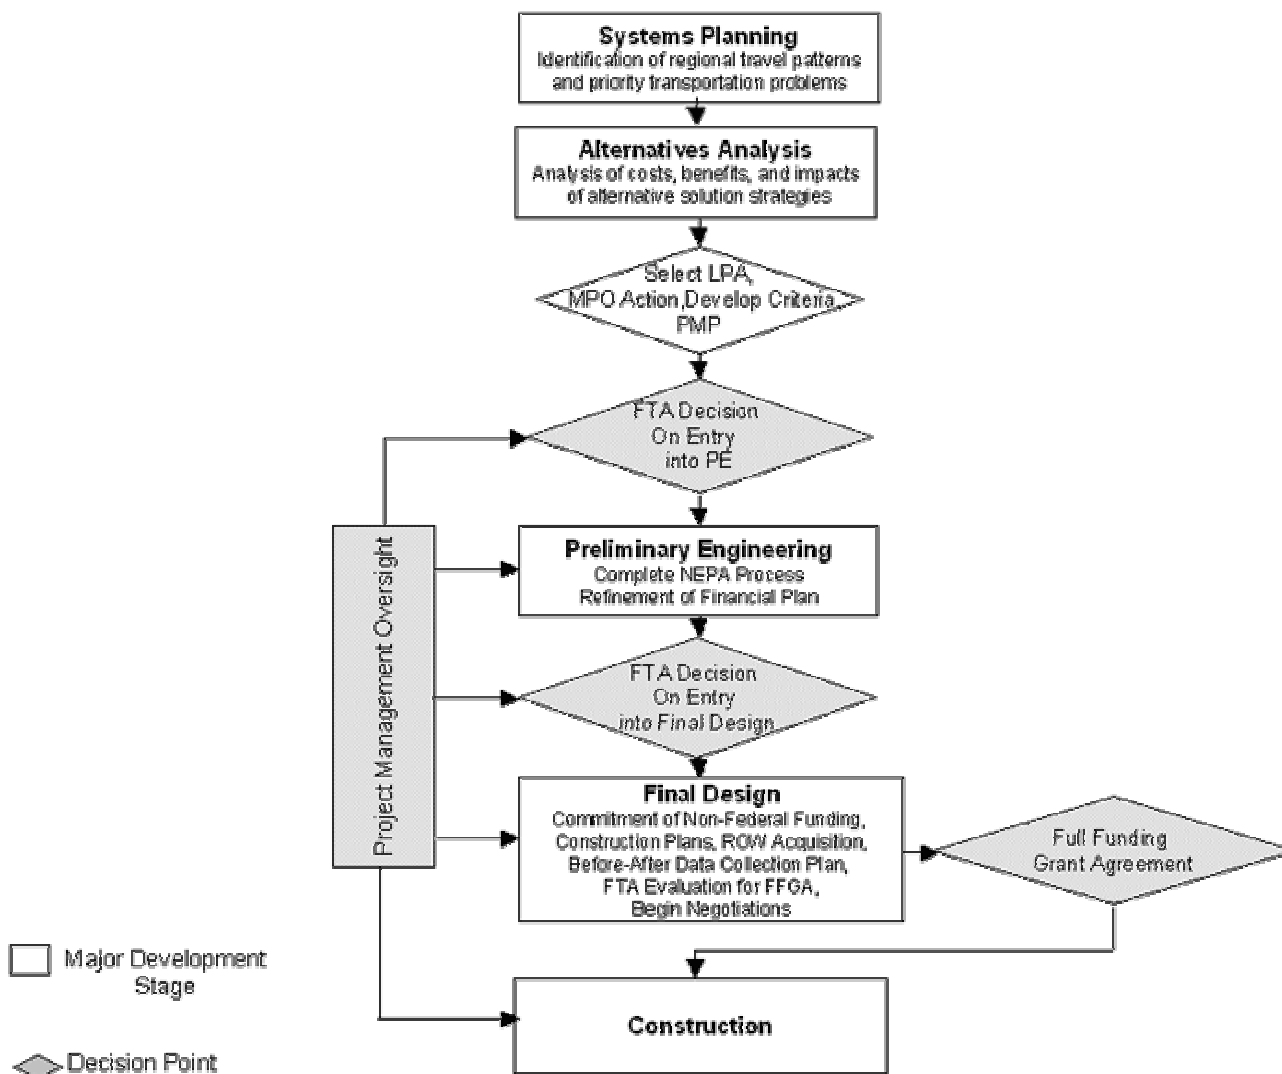 Systems Planning
Identification of regional travel patterns
and priority transportation problems
Alternatives Analysis
Analysis of costs, benefits, and impacts
of alternative solution strategies
Select LPA,
MPO Action,Develop Criteria,
PMP
FTA Decision
On Entry
into PE
Project Management Oversight
Preliminary Engineering
Complete NEPA Process
Refinement of Financial Plan
FTA Decision
On Entry
into Final Design
Final Design
Commitment of Non-Federal Funding,
Construction Plans, ROW Acquisition,
Before-After Data Collection Plan,
FTA Evaluation for FFGA,
Begin Negotiations
Full Funding
Grant Agreement
Major Development
Stage
Construction
Decision Point